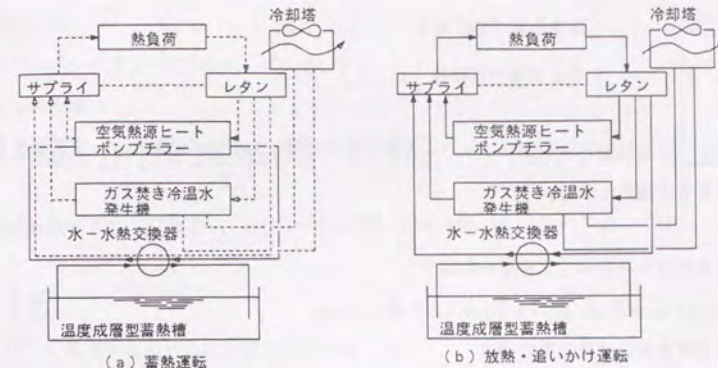 冷却塔
熱負荷
サプライ
レタン
空気熱源ヒート
ポンプチラー
ガス焚き冷温水
発生機
水−水熱交換器
温度成層型蓄熱槽
(a) 蓄熱運転
冷却塔
熱負荷
サプライ
レタン
空気熱源ヒート
ポンプチラー
ガス焚き冷温水
発生機
水−水熱交換器
温度成層型蓄熱槽
(b) 放熱・追いかけ運転